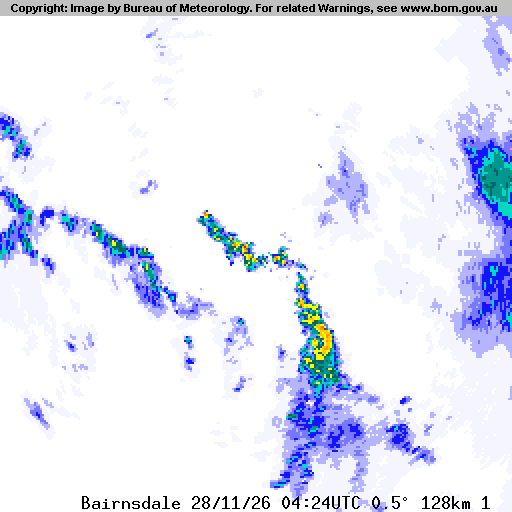 Copyright: Image by Bureau of Meteorology. For related Warnings, see www.bom.gov.au
Bairnsdale 28/11/26 04:24UTC 0.5° 128km 1